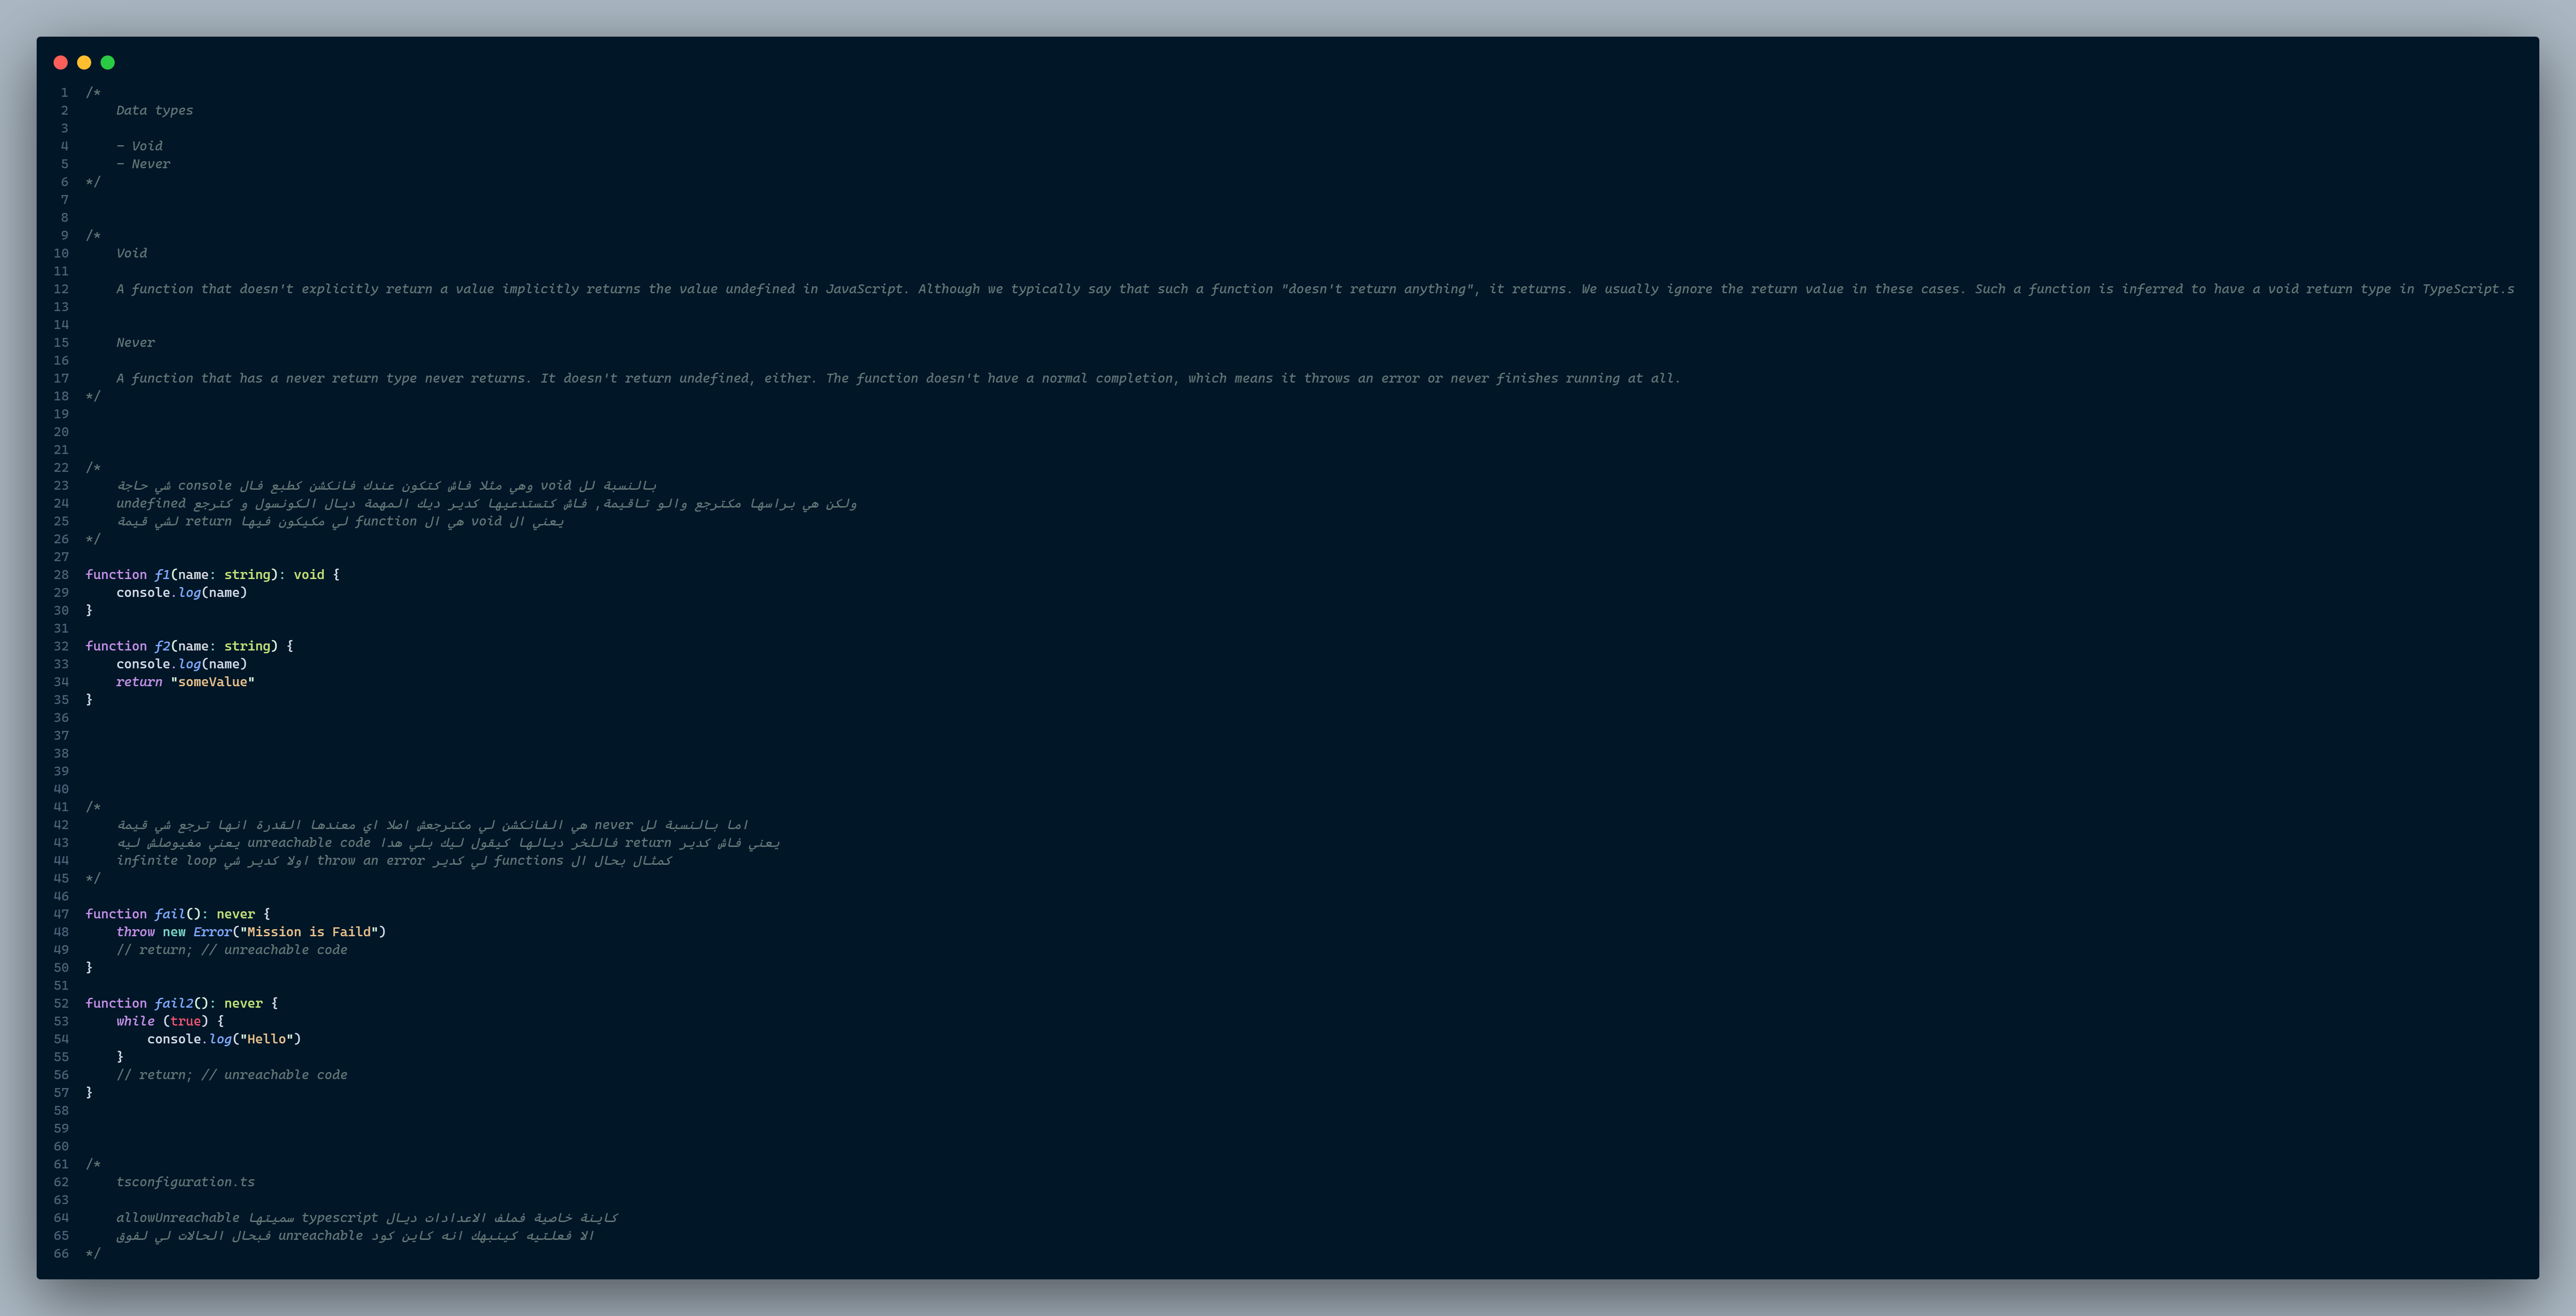 1 /*
2 Data types
3
4 - Void
5 - Never
6 */
7
8
9 /*
10 Void
11
12 A function that doesn't explicitly return a value implicitly returns the value undefined in JavaScript. Although we typically say that such a function "doesn't return anything", it returns. We usually ignore the return value in these cases. Such a function is inferred to have a void return type in TypeScript.s
13
14
15 Never
16
17 A function that has a never return type never returns. It doesn't return undefined, either. The function doesn't have a normal completion, which means it throws an error or never finishes running at all.
18 */
19
20
21
22 /*
23 بالنسبة لل void وهي مثلا فاش كتكون عندك فانكشن كطبع فال console شي حاجة
24 ولكن هي براسها مكترجع والو تاقيمة, فاش كتستدعيها كدير ديك المهمة ديال الكونسول و كترجع undefined
25 يعني ال void هي ال function لي مكيكون فيها return لشي قيمة
26 */
27
28 function f1(name: string): void {
29 console.log(name)
30 }
31
32 function f2(name: string) {
33 console.log(name)
34 return "someValue"
35 }
36
37
38
39
40
41 /*
42 اما بالنسبة لل never هي الفانكشن لي مكترجعش اصلا اي معندها القدرة انها ترجع شي قيمة
43 يعني فاش كدير return فاللخر ديالها كيقول ليك بلي هدا unreachable code يعني مغيوصلش ليه
44 كمثال بحال ال functions لي كدير throw an error اولا كدير شي infinite loop
45 */
46
47 function fail(): never {
48 throw new Error("Mission is Faild")
49 // return; // unreachable code
50 }
51
52 function fail2(): never {
53 while (true) {
54 console.log("Hello")
55 }
56 // return; // unreachable code
57 }
58
59
60
61 /*
62 tsconfiguration.ts
63
64 كاينة خاصية فملف الاعدادات ديال typescript سميتها allowUnreachable
65 الا فعلتيه كينبهك انه كاين كود unreachable فبحال الحالات لي لفوق
66 */